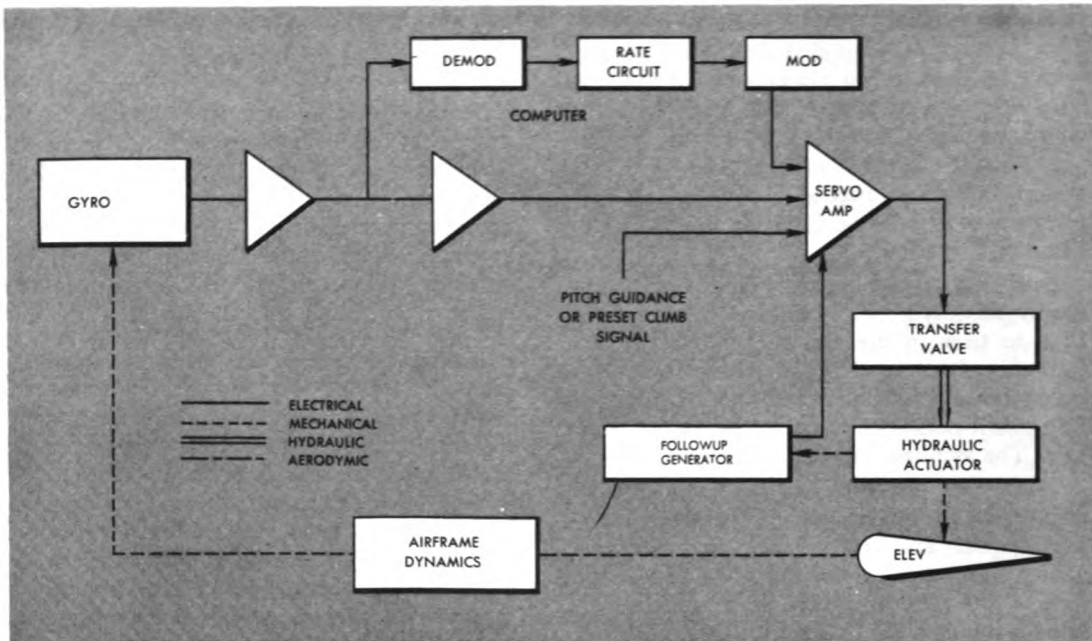 DEMOD
RATE
CIRCUIT
MOD
COMPUTER
GYRO
SERVO
AMP
PITCH GUIDANCE
OR PRESET CLIMB
SIGNAL
TRANSFER
VALVE
ELECTRICAL
MECHANICAL
HYDRAULIC
AERODYMIC
FOLLOWUP
GENERATOR
HYDRAULIC
ACTUATOR
AIRFRAME
DYNAMICS
ELEV